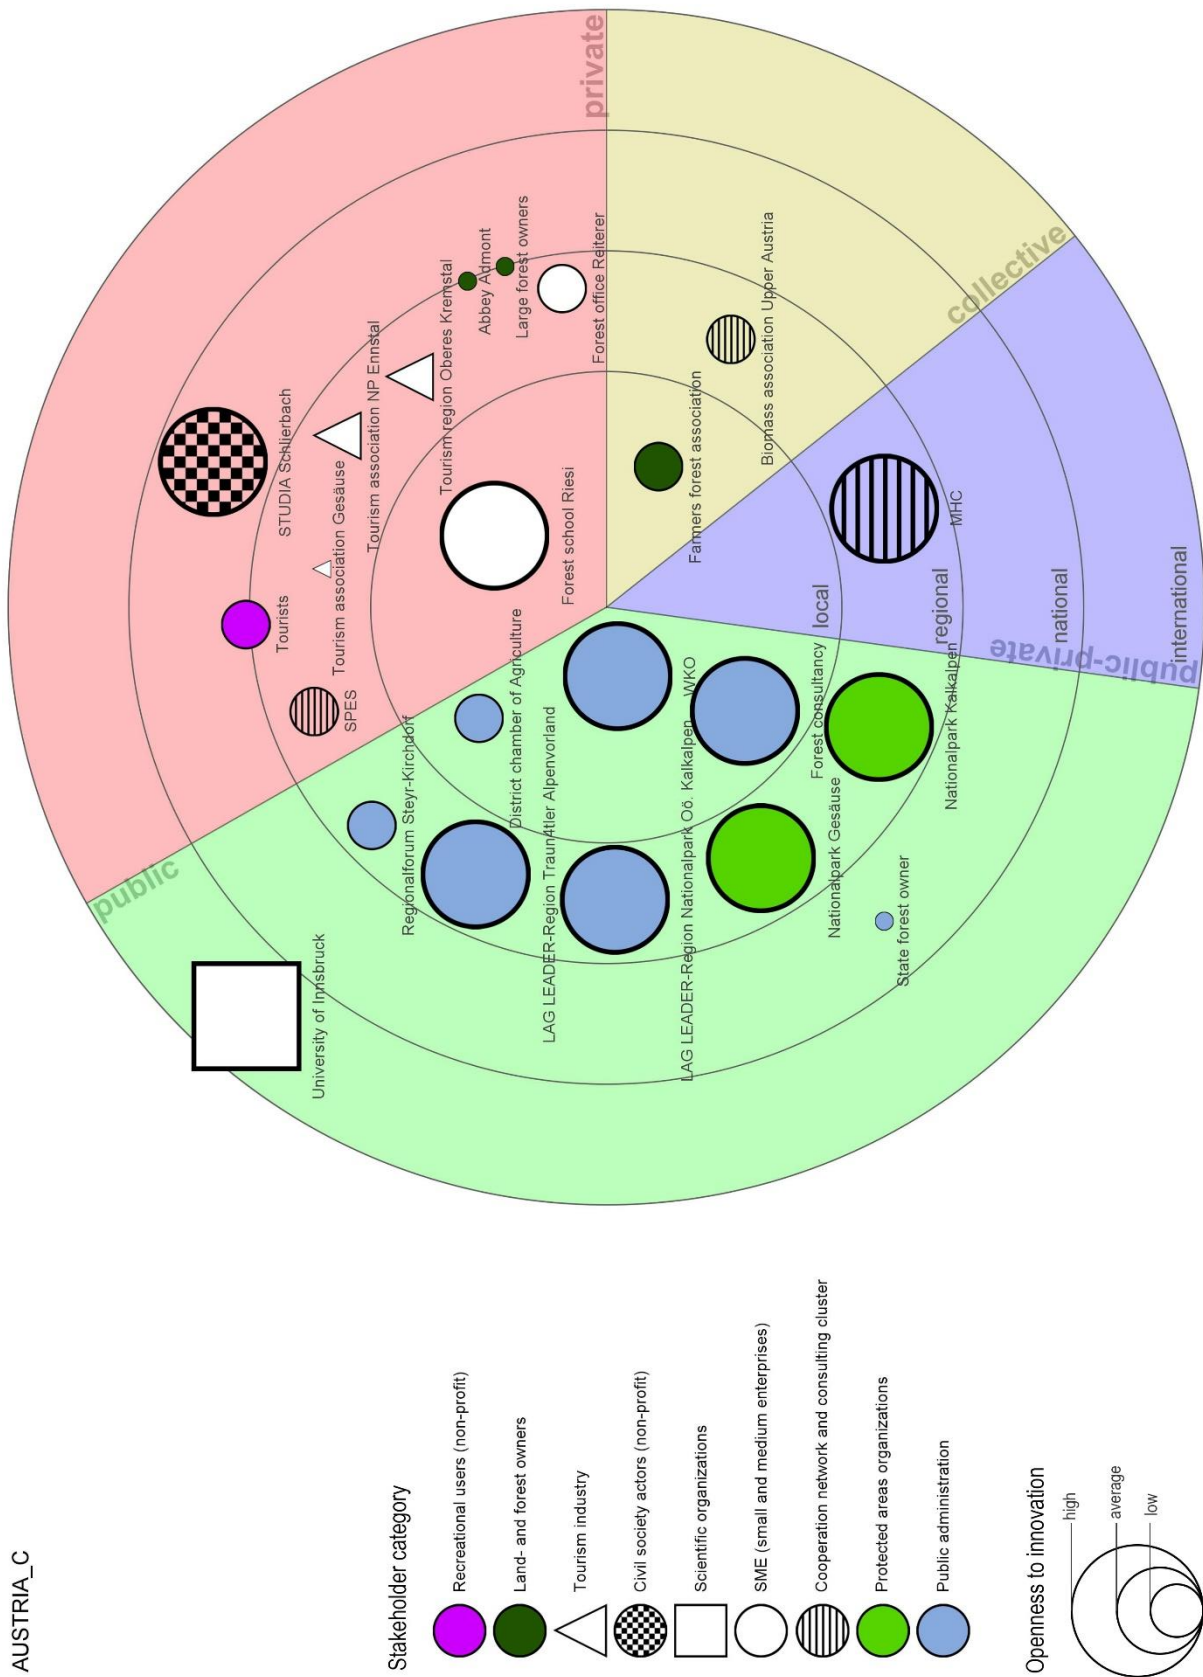 AUSTRIA_C
Stakeholder category
Recreational users (non-profit)
Land- and forest owners
Tourism industry
Civil society actors (non-profit)
Scientific organizations
SME (small and medium enterprises)
Cooperation network and consulting cluster
Protected areas organizations
Public administration
Openness to innovation
high
average
low
private
collective
public-private
public
local
regional
national
international
STUDIA Schlierbach
Tourists
Tourism association Gesäuse
SPES
Tourism association NP Ennstal
Tourism region Oberes Kremstal
Abbey Admont
Large forest owners
Forest office Reiterer
Forest school Riesi
Farmers forest association
Biomass association Upper Austria
MHC
University of Innsbruck
Regionalforum Steyr-Kirchdorf
District chamber of Agriculture
LAG LEADER-Region Traun4tler Alpenvorland
LAG LEADER-Region Nationalpark Oö. Kalkalpen
WKO
Forest consultancy
Nationalpark Gesäuse
Nationalpark Kalkalpen
State forest owner